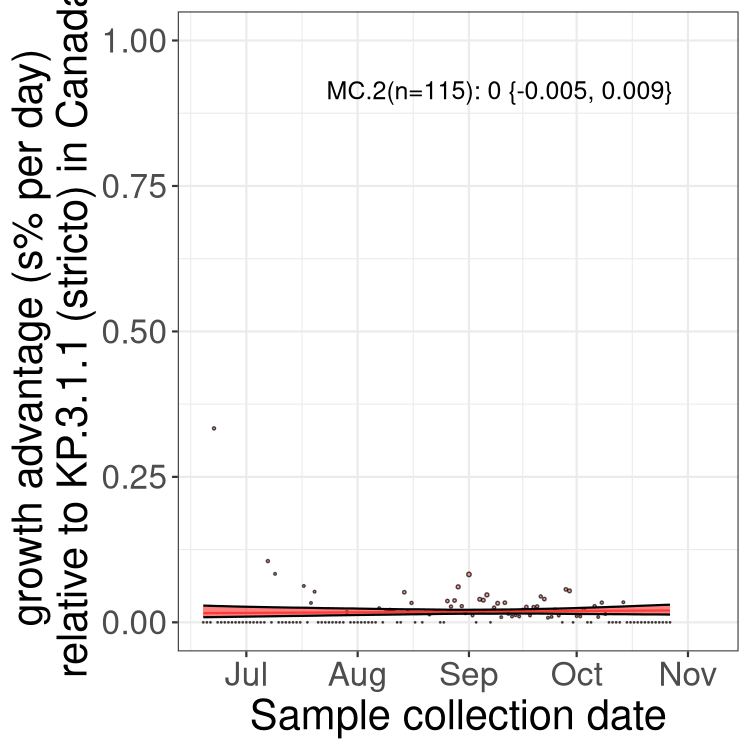 growth advantage (s% per day)
relative to KP.3.1.1 (stricto) in Canada
1.00
0.75
0.50
0.25
0.00
MC.2(n=115): 0 {-0.005, 0.009}
Jul Aug Sep Oct Nov
Sample collection date